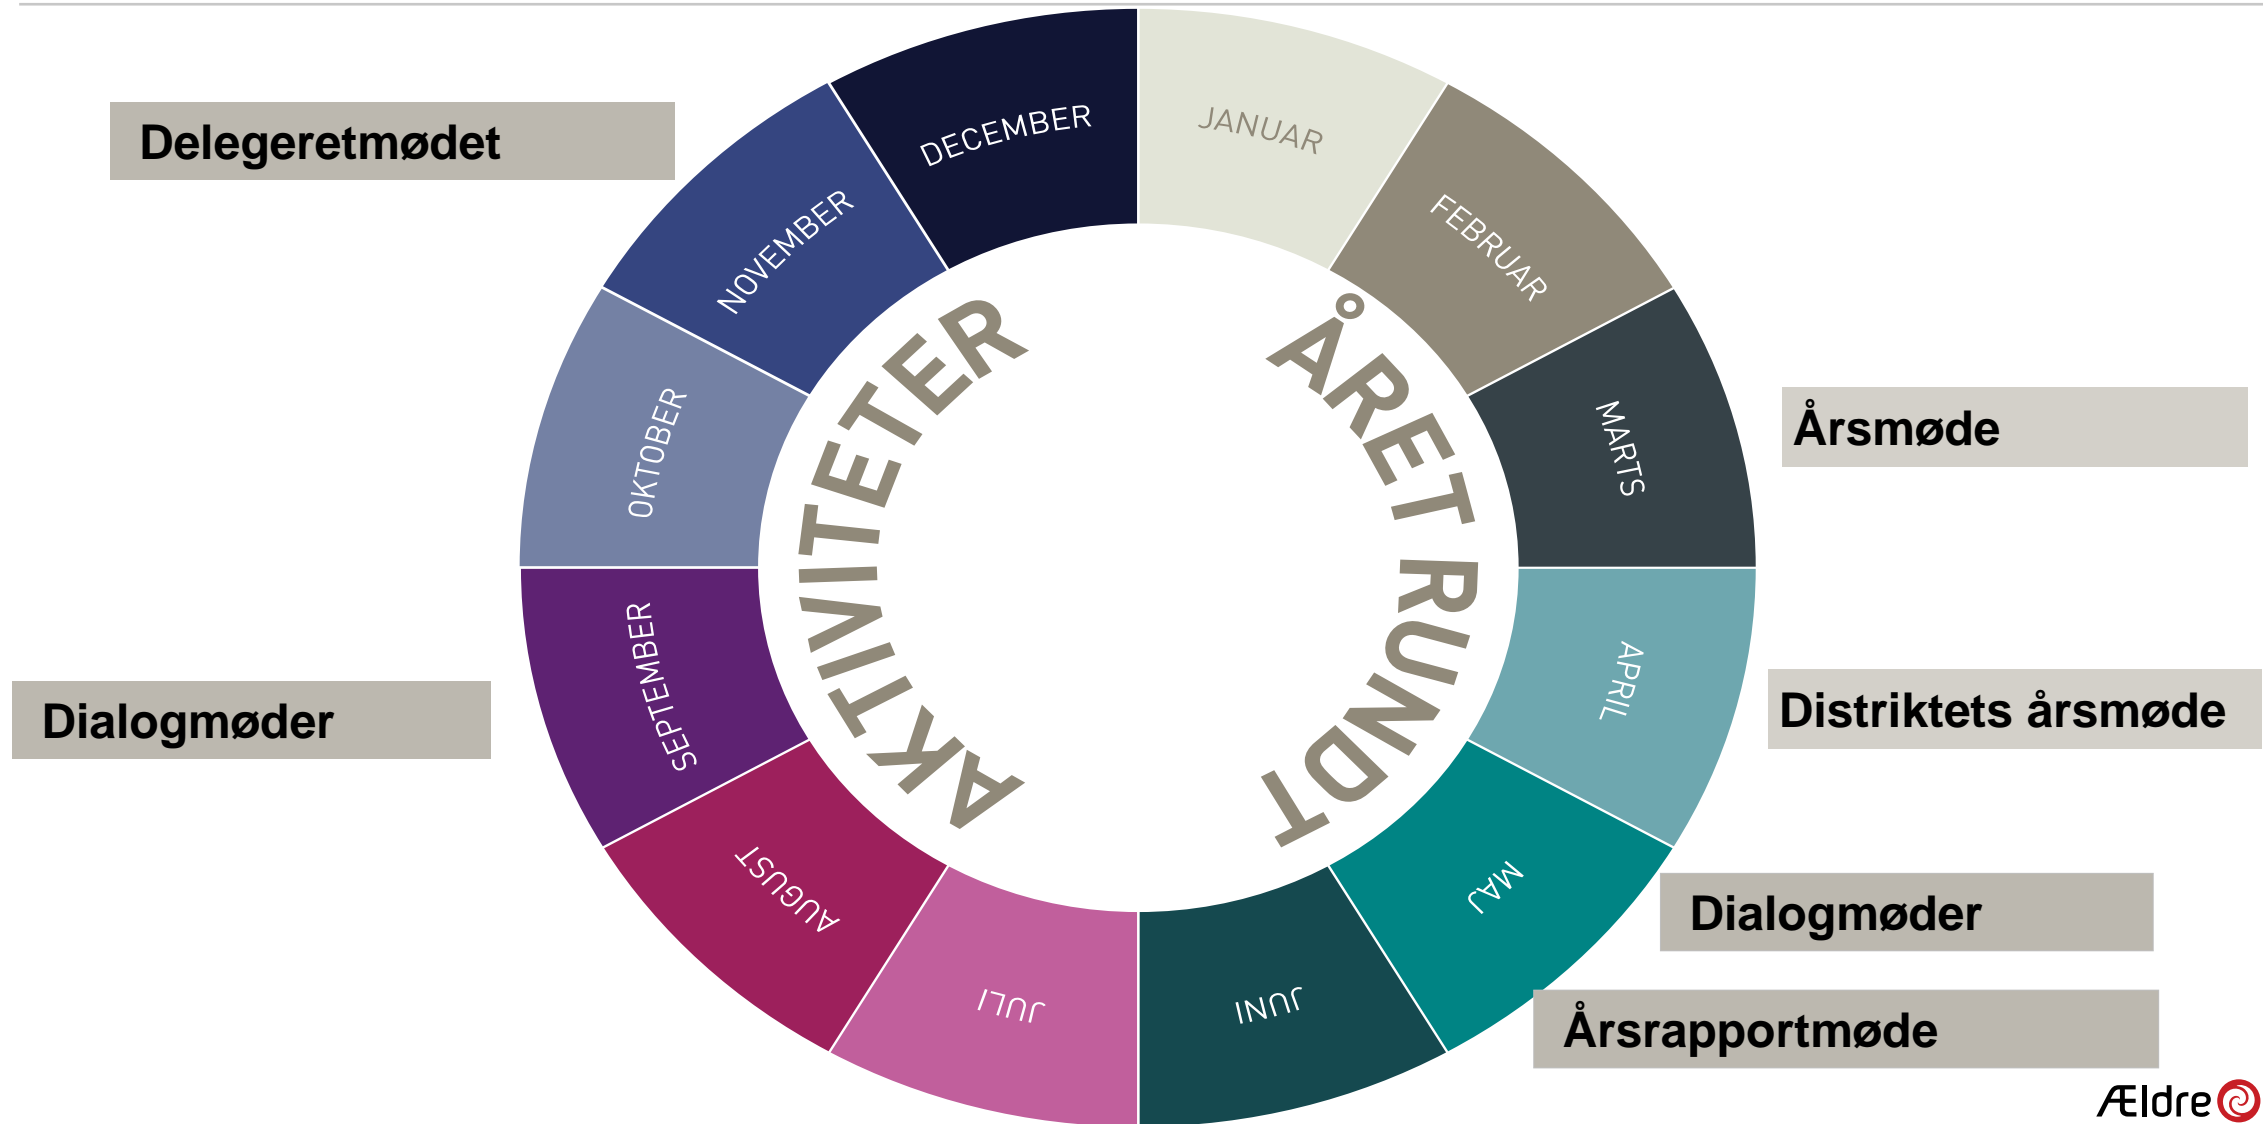 DECEMBER
JANUAR
FEBRUAR
MARTS
APRIL
MAJ
JUNI
JULI
AUGUST
SEPTEMBER
OKTOBER
NOVEMBER
AKTIVITETER
ÅRET RUNDT
Delegeretmødet
Årsmøde
Distriktets årsmøde
Dialogmøder
Dialogmøder
Årsrapportmøde
Ældre